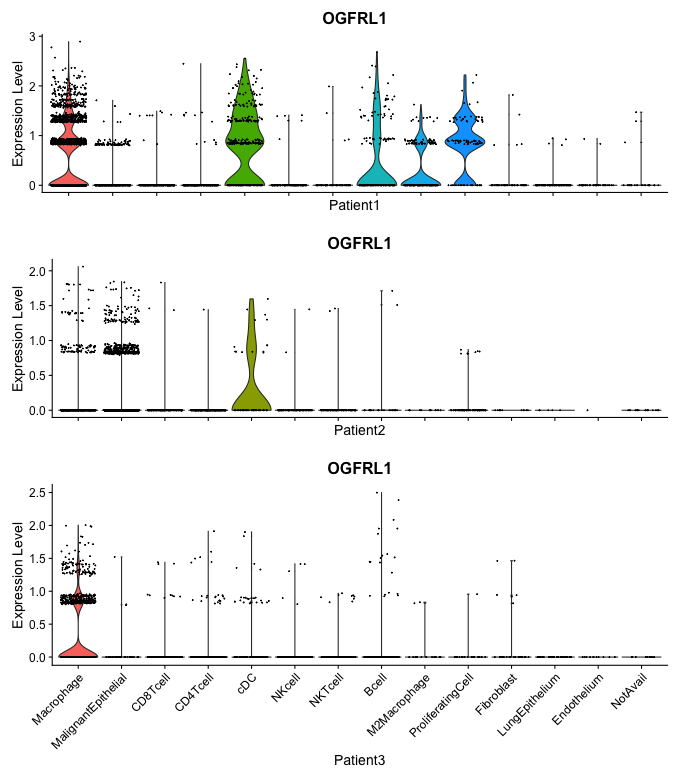 OGFRL1
Expression Level
3
2
1
0
Patient1
OGFRL1
Expression Level
2.0
1.5
1.0
0.5
0.0
Patient2
OGFRL1
Expression Level
2.5
2.0
1.5
1.0
0.5
0.0
Macrophage
MalignantEpithelial
CD8Tcell
CD4Tcell
cDC
NKcell
NKTcell
Bcell
M2Macrophage
ProliferatingCell
Fibroblast
LungEpithelium
Endothelium
NotAvail
Patient3